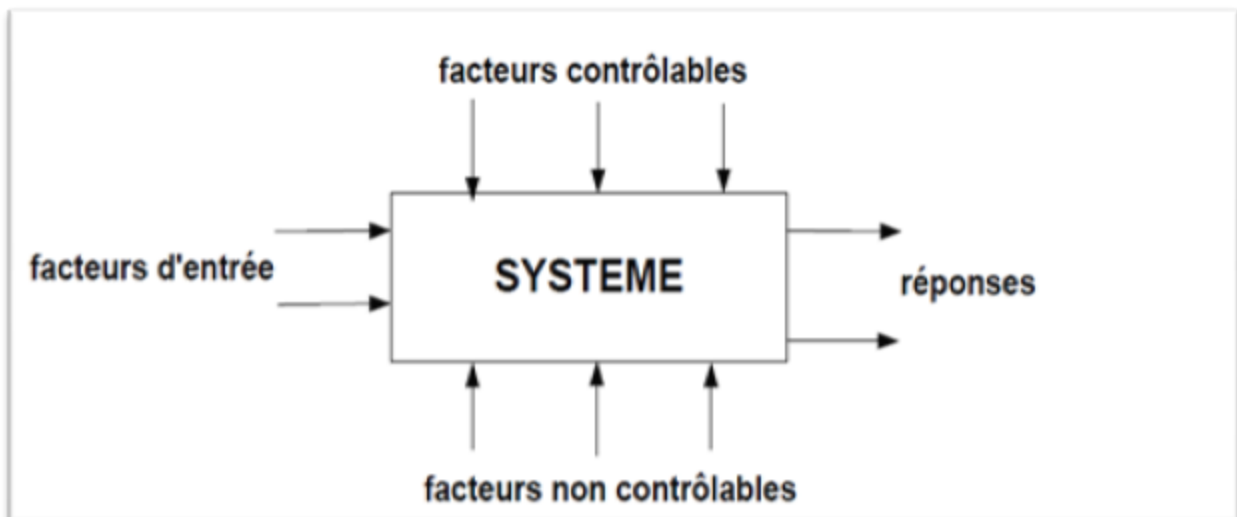 facteurs contrôlables
facteurs d'entrée
SYSTEME
réponses
facteurs non contrôlables